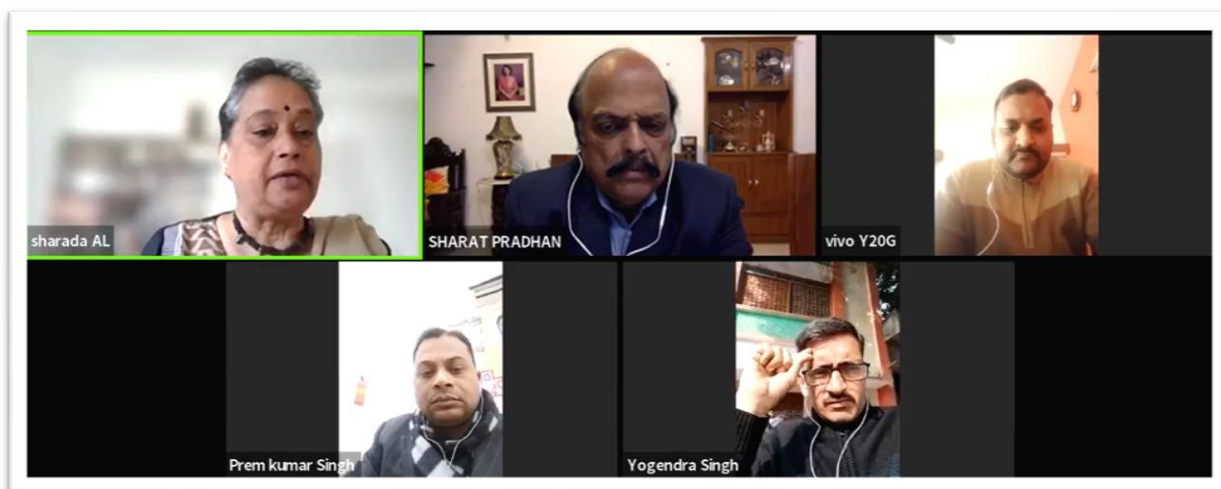 sharada AL
SHARAT PRADHAN
vivo Y20G
Prem kumar Singh
Yogendra Singh